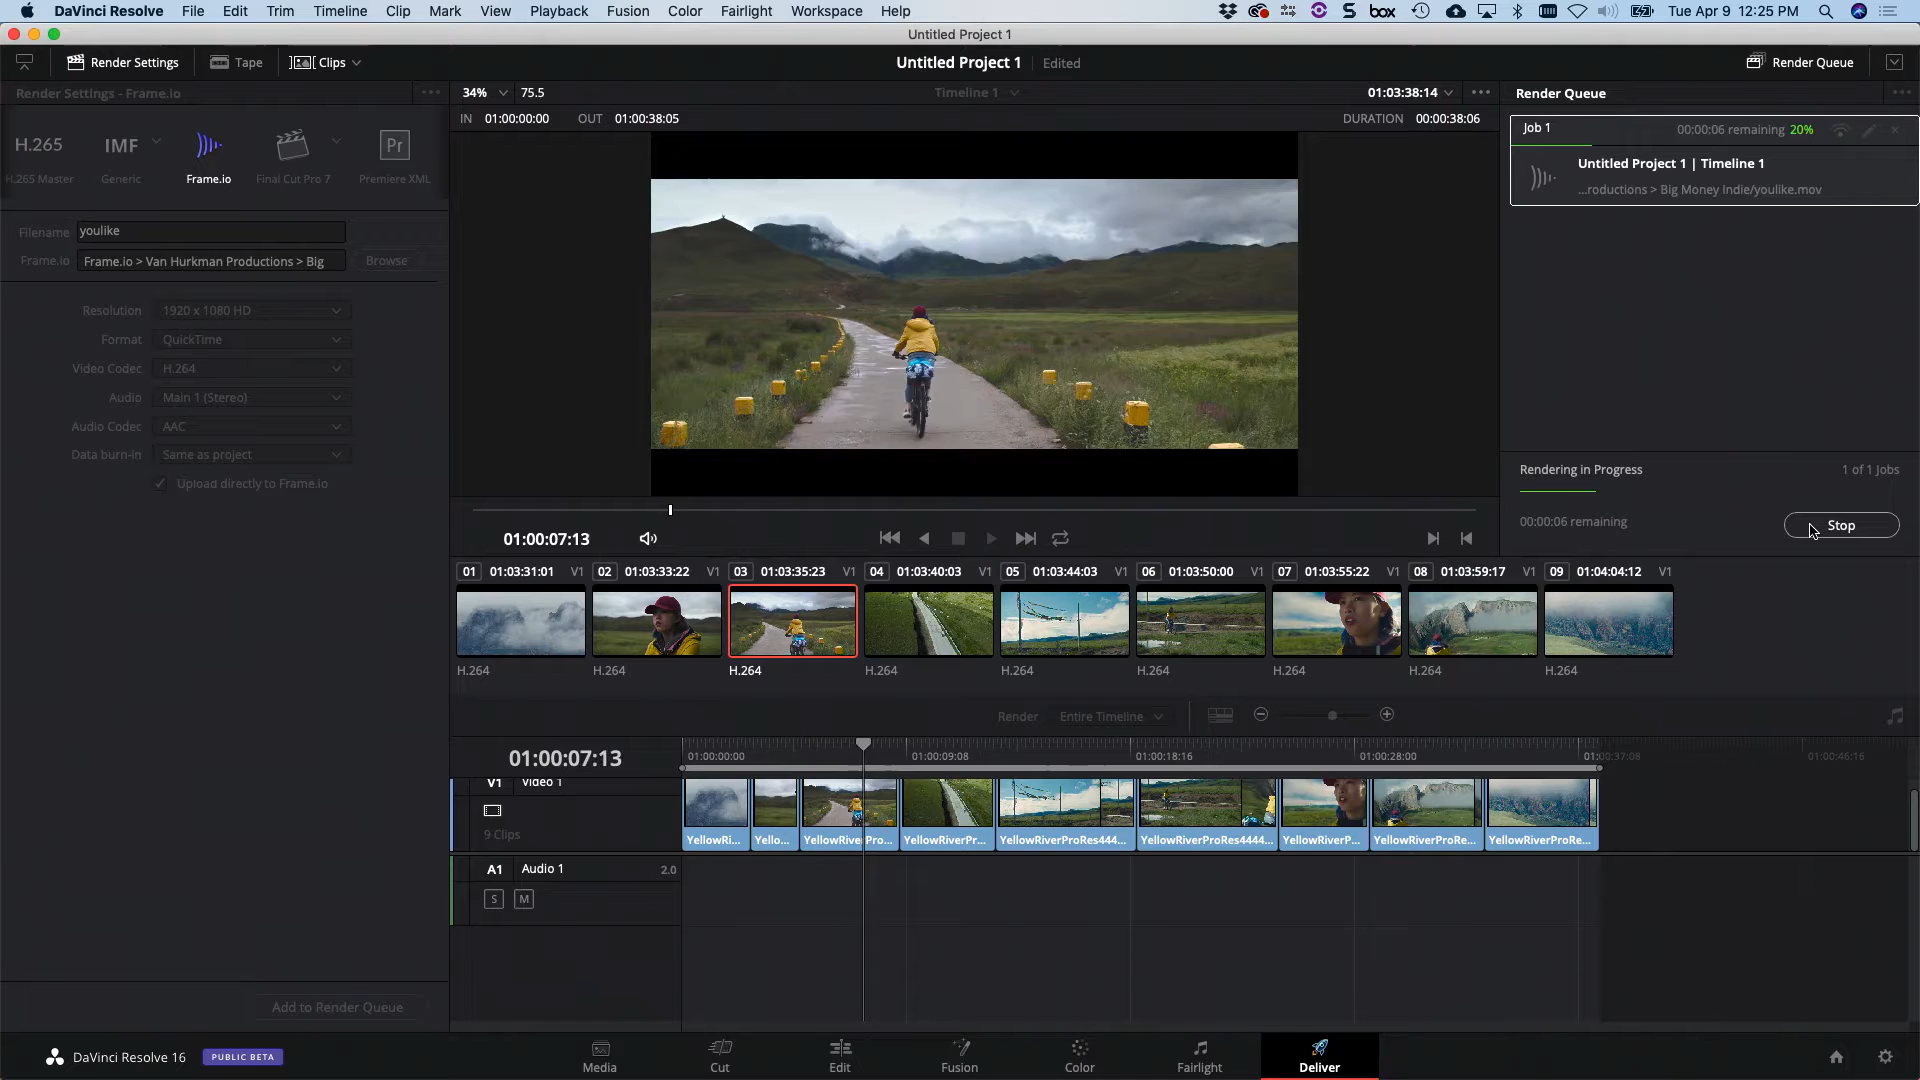 DaVinci Resolve File Edit Trim Timeline Clip Mark View Playback Fusion Color Fairlight Workspace Help
box Tue Apr 9 12:25 PM
Untitled Project 1
Render Settings Tape Clips
Untitled Project 1 Edited
Render Queue
Render Settings - Frame.io
34% 75.5 Timeline 1 01:03:38:14
Render Queue
IN 01:00:00:00 OUT 01:00:38:05 DURATION 00:00:38:06
H.265 IMF Pr
H.265 Master Generic Frame.io Final Cut Pro 7 Premiere XML
Job 1 00:00:06 remaining 20%
Untitled Project 1 | Timeline 1
...roductions > Big Money Indie/youlike.mov
Filename youlike
Frame.io Frame.io > Van Hurkman Productions > Big Browse
Resolution 1920 x 1080 HD
Format QuickTime
Video Codec H.264
Audio Main 1 (Stereo)
Audio Codec AAC
Data burn-in Same as project
Upload directly to Frame.io
Rendering in Progress 1 of 1 Jobs
00:00:06 remaining Stop
01:00:07:13
01 01:03:31:01 V1 02 01:03:33:22 V1 03 01:03:35:23 V1 04 01:03:40:03 V1 05 01:03:44:03 V1 06 01:03:50:00 V1 07 01:03:55:22 V1 08 01:03:59:17 V1 09 01:04:04:12 V1
H.264 H.264 H.264 H.264 H.264 H.264 H.264 H.264 H.264
Render Entire Timeline
01:00:07:13 01:00:00:00 01:00:09:08 01:00:18:16 01:00:28:00 01:00:37:08 01:00:46:16
V1 Video 1
9 Clips
YellowRi... Yello... YellowRiverPro... YellowRiverPr... YellowRiverProRes444... YellowRiverProRes4444... YellowRiverP... YellowRiverProRe... YellowRiverProRe...
A1 Audio 1 2.0
S M
Add to Render Queue
DaVinci Resolve 16 PUBLIC BETA
Media Cut Edit Fusion Color Fairlight Deliver